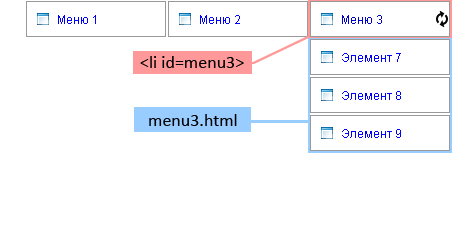 Меню 1
Меню 2
Меню 3
<li id=menu3>
Элемент 7
Элемент 8
menu3.html
Элемент 9